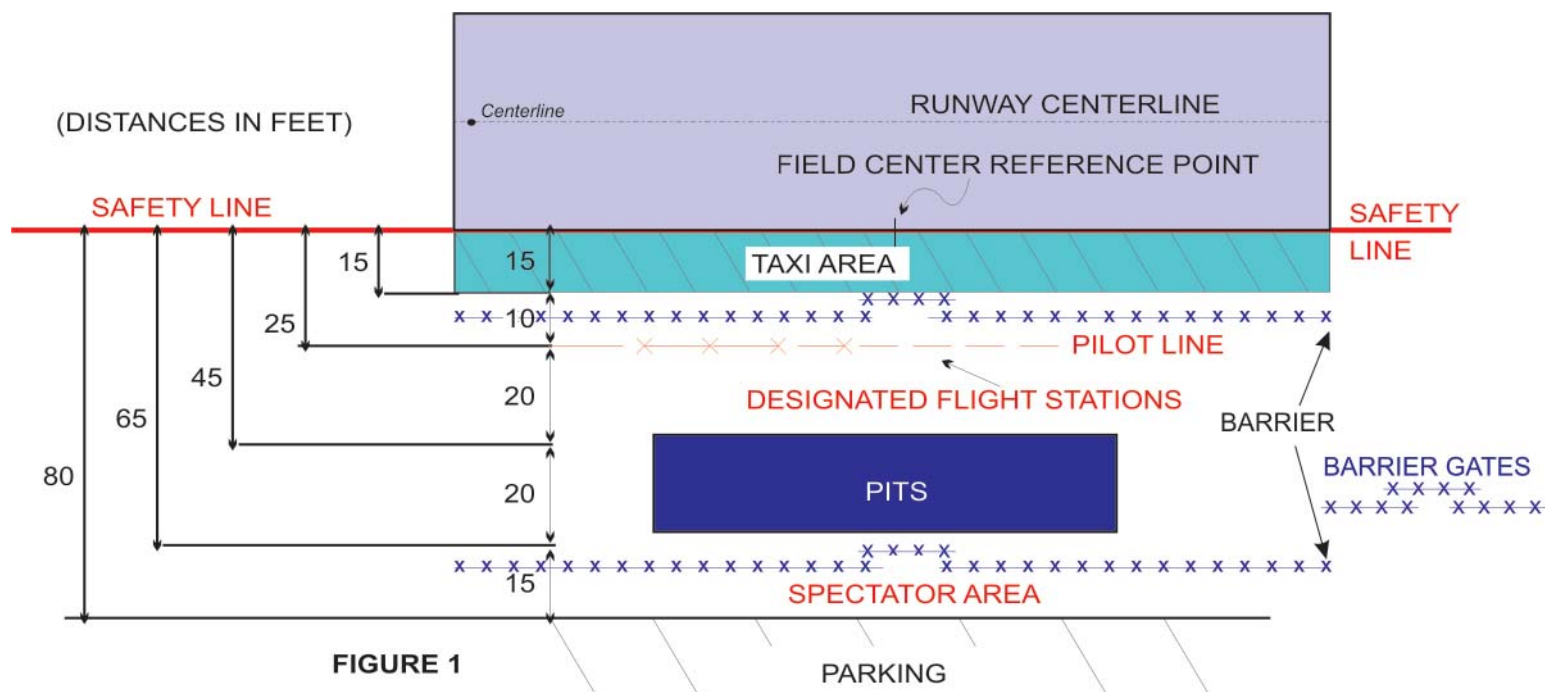 RUNWAY CENTERLINE
Centerline
(DISTANCES IN FEET)
FIELD CENTER REFERENCE POINT
SAFETY LINE
SAFETY
LINE
15
15
TAXI AREA
10
25
PILOT LINE
45
20
DESIGNATED FLIGHT STATIONS
65
BARRIER
BARRIER GATES
80
20
PITS
15
SPECTATOR AREA
FIGURE 1
PARKING